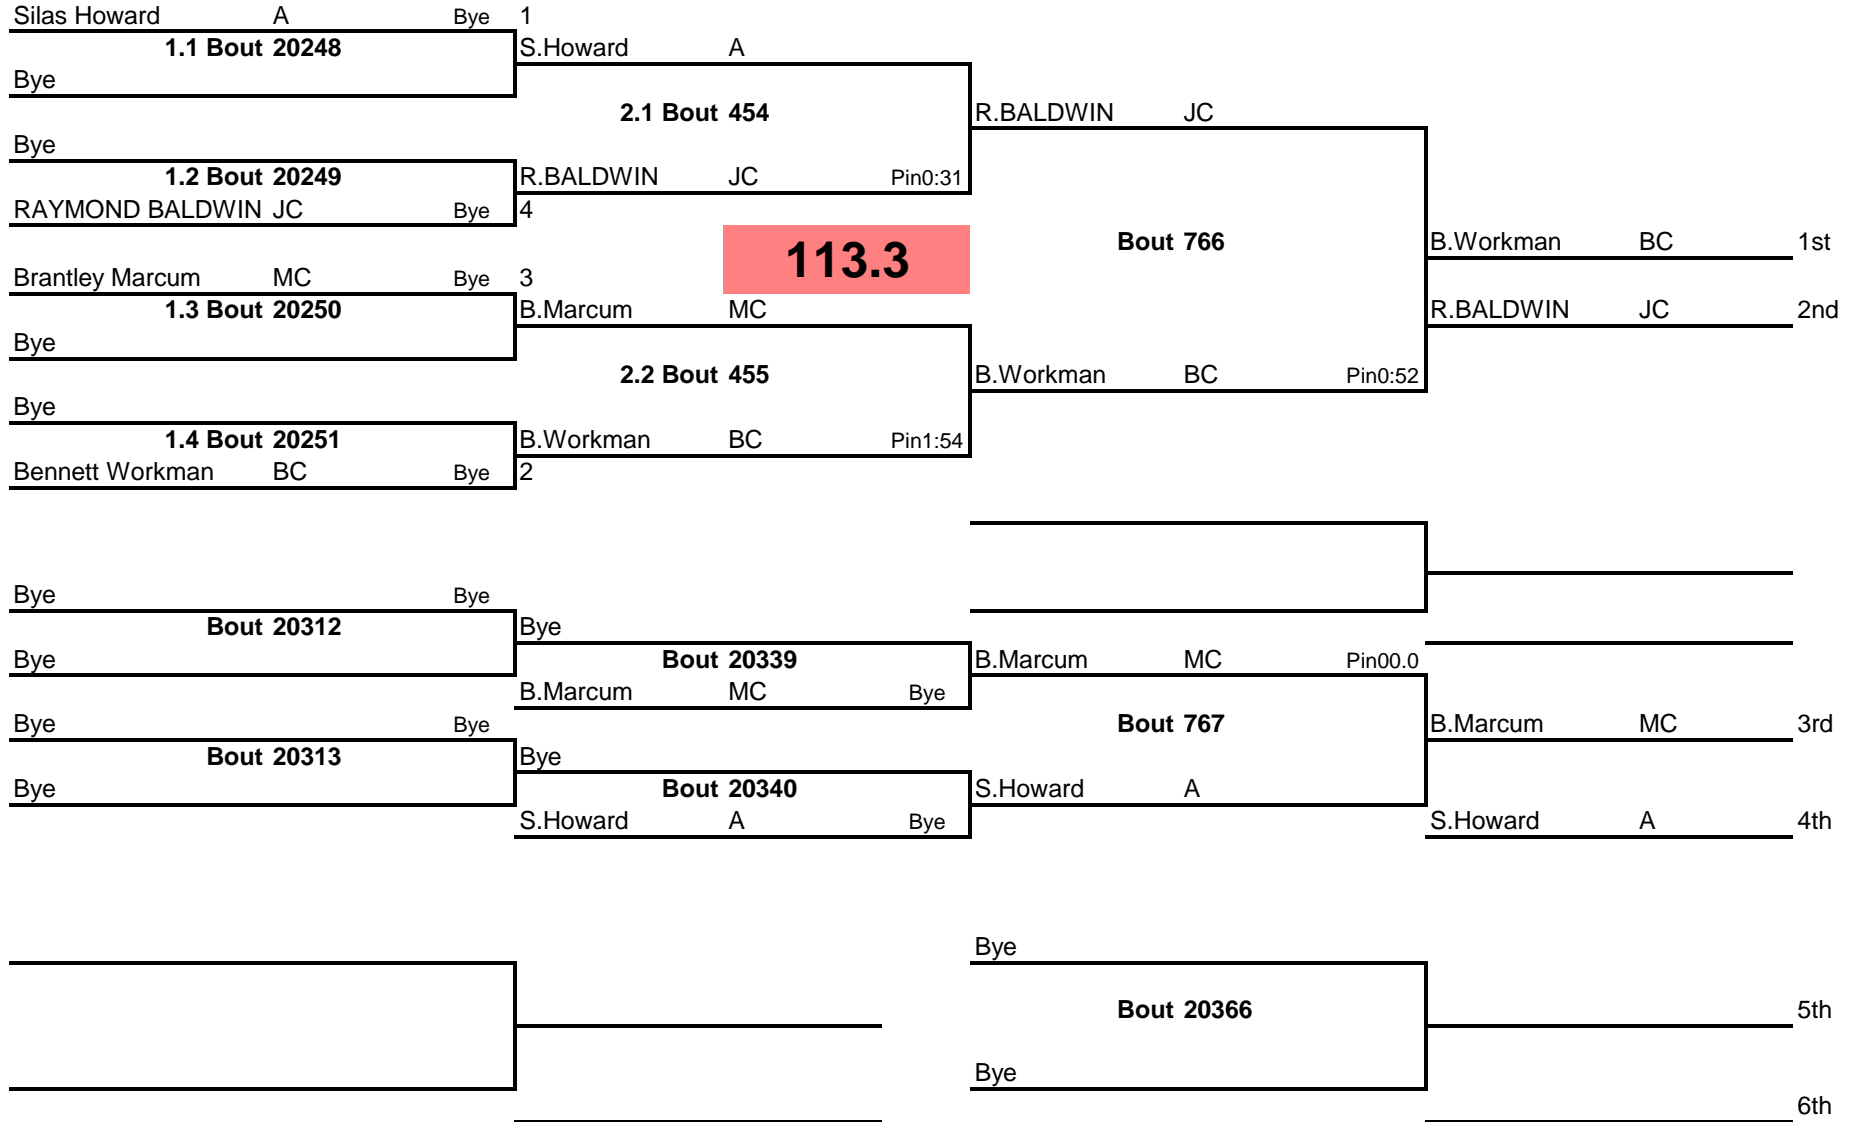 Silas Howard A Bye 1
1.1 Bout 20248 S.Howard A
Bye
2.1 Bout 454 R.BALDWIN JC
Bye
1.2 Bout 20249 R.BALDWIN JC Pin0:31
RAYMOND BALDWIN JC Bye 4
113.3 Bout 766 B.Workman BC 1st
Brantley Marcum MC Bye 3
1.3 Bout 20250 B.Marcum MC R.BALDWIN JC 2nd
Bye
2.2 Bout 455 B.Workman BC Pin0:52
Bye
1.4 Bout 20251 B.Workman BC Pin1:54
Bennett Workman BC Bye 2
Bye Bye
Bout 20312 Bye
Bye Bout 20339 B.Marcum MC Pin00.0
B.Marcum MC Bye
Bye Bye Bout 767 B.Marcum MC 3rd
Bout 20313 Bye
Bye Bout 20340 S.Howard A
S.Howard A Bye S.Howard A 4th
Bye
Bout 20366 5th
Bye
6th